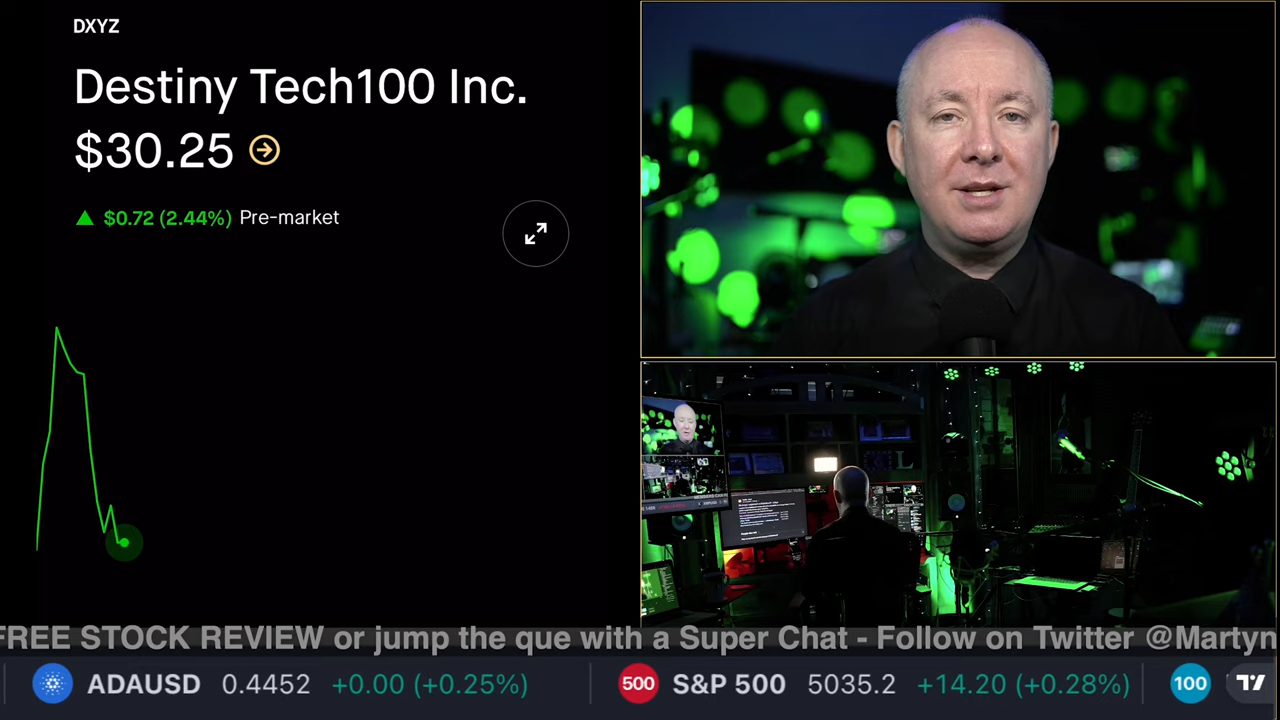 DXYZ
Destiny Tech100 Inc.
$30.25
$0.72 (2.44%) Pre-market
L
FREE STOCK REVIEW or jump the que with a Super Chat - Follow on Twitter @Martyn
ADAUSD 0.4452 +0.00 (+0.25%) 500 S&P 500 5035.2 +14.20 (+0.28%) 100